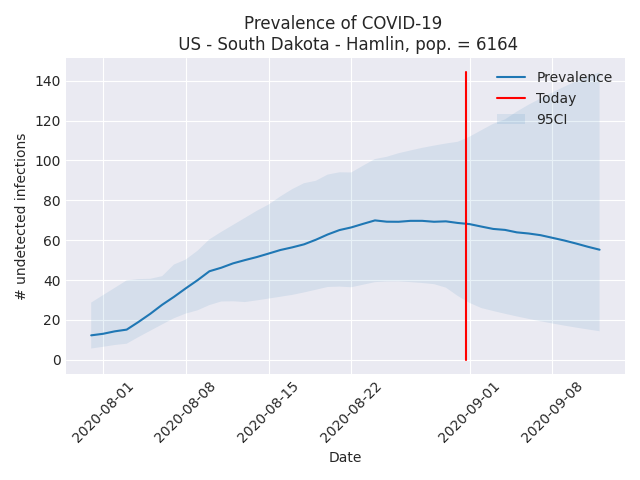 Prevalence of COVID-19
US - South Dakota - Hamlin, pop. = 6164
140
120
100
80
60
40
20
0
# undetected infections
Prevalence
Today
95CI
2020-08-01
2020-08-08
2020-08-15
2020-08-22
2020-09-01
2020-09-08
Date